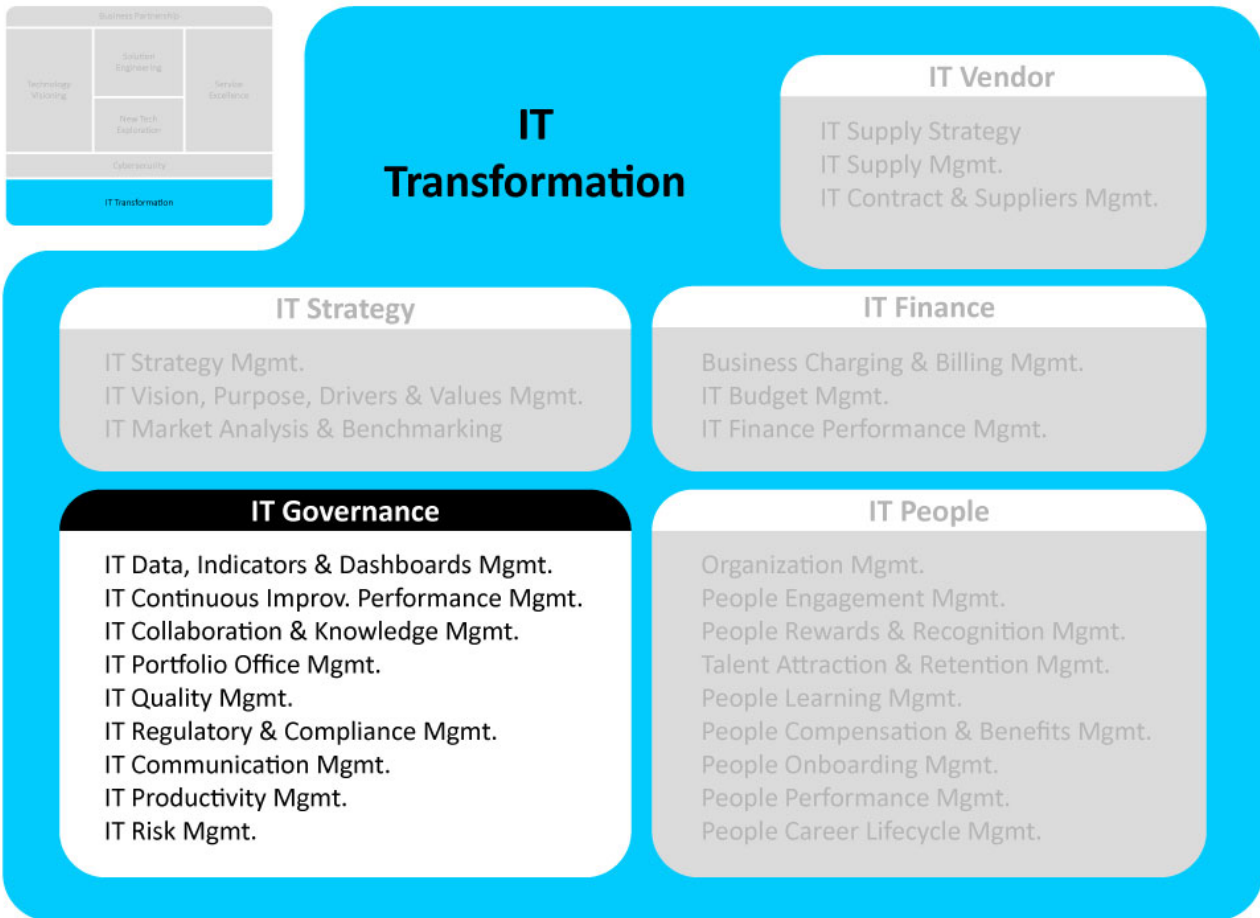 Business Partnership
Technology
Visioning
Solution
Engineering
New Tech
Exploration
Service
Excellence
Cybersecurity
IT Transformation
IT
Transformation
IT Vendor
IT Supply Strategy
IT Supply Mgmt.
IT Contract & Suppliers Mgmt.
IT Strategy
IT Strategy Mgmt.
IT Vision, Purpose, Drivers & Values Mgmt.
IT Market Analysis & Benchmarking
IT Finance
Business Charging & Billing Mgmt.
IT Budget Mgmt.
IT Finance Performance Mgmt.
IT Governance
IT Data, Indicators & Dashboards Mgmt.
IT Continuous Improv. Performance Mgmt.
IT Collaboration & Knowledge Mgmt.
IT Portfolio Office Mgmt.
IT Quality Mgmt.
IT Regulatory & Compliance Mgmt.
IT Communication Mgmt.
IT Productivity Mgmt.
IT Risk Mgmt.
IT People
Organization Mgmt.
People Engagement Mgmt.
People Rewards & Recognition Mgmt.
Talent Attraction & Retention Mgmt.
People Learning Mgmt.
People Compensation & Benefits Mgmt.
People Onboarding Mgmt.
People Performance Mgmt.
People Career Lifecycle Mgmt.